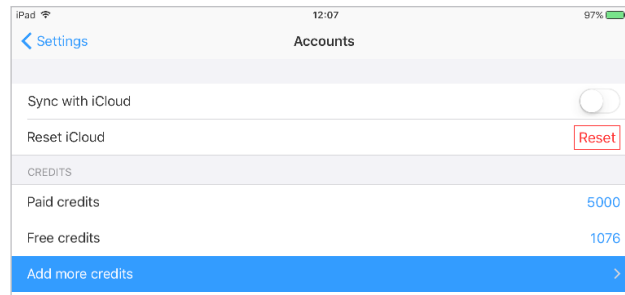 iPad 12:07 97%
Settings Accounts
Sync with iCloud
Reset iCloud Reset
CREDITS
Paid credits 5000
Free credits 1076
Add more credits